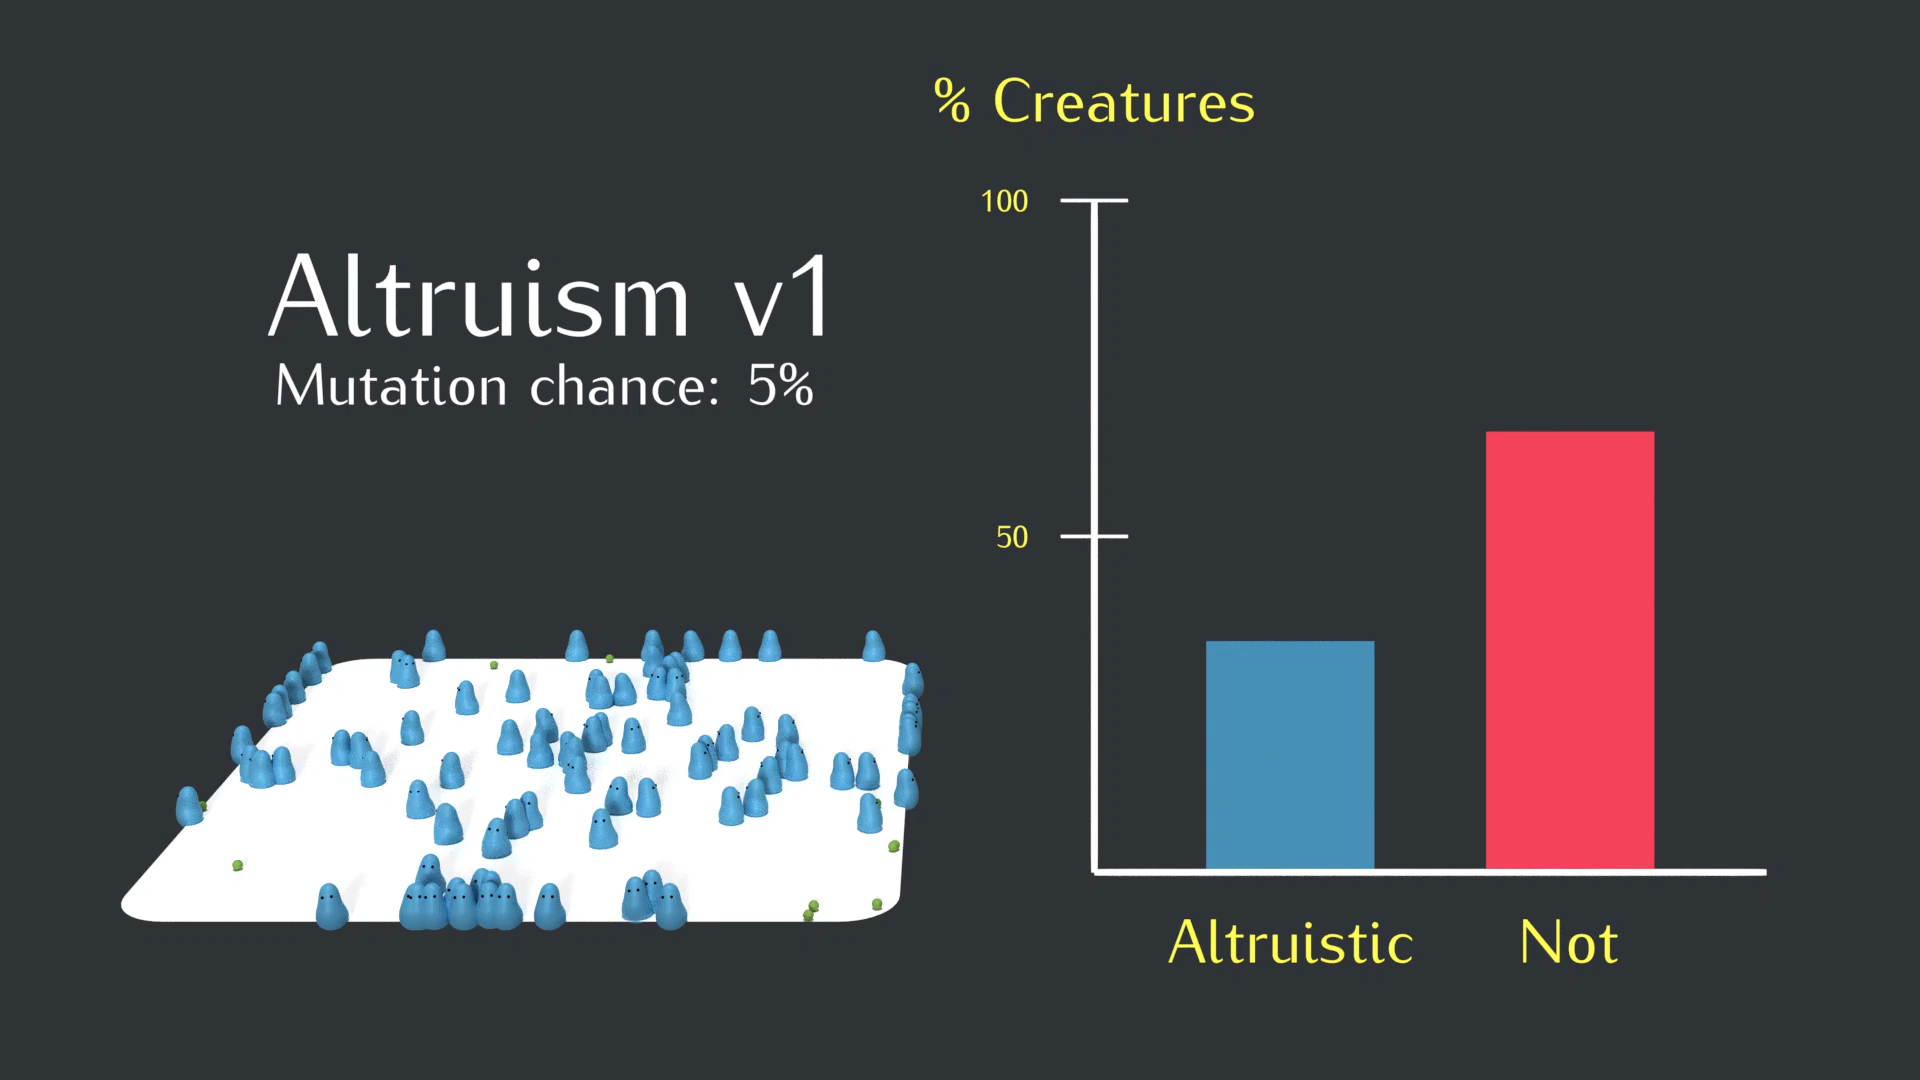 Altruism v1
Mutation chance: 5%
% Creatures
100
50
Altruistic
Not